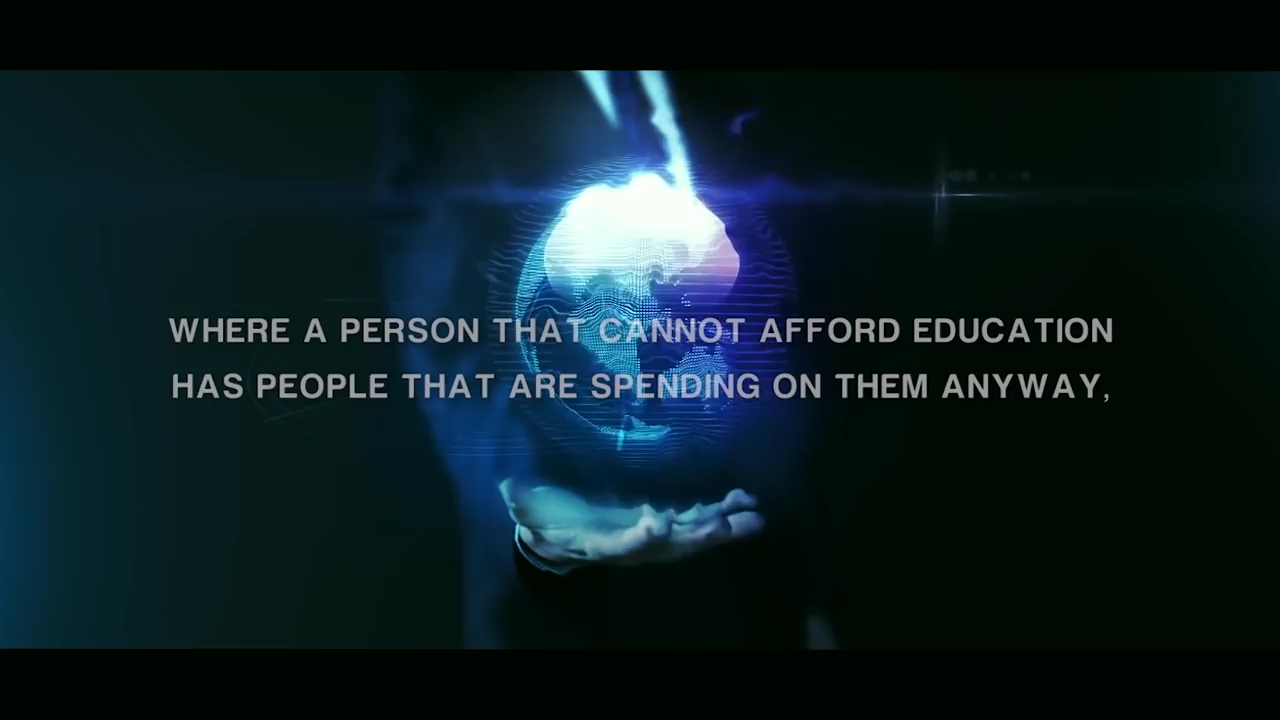 WHERE A PERSON THAT CANNOT AFFORD EDUCATION
HAS PEOPLE THAT ARE SPENDING ON THEM ANYWAY,